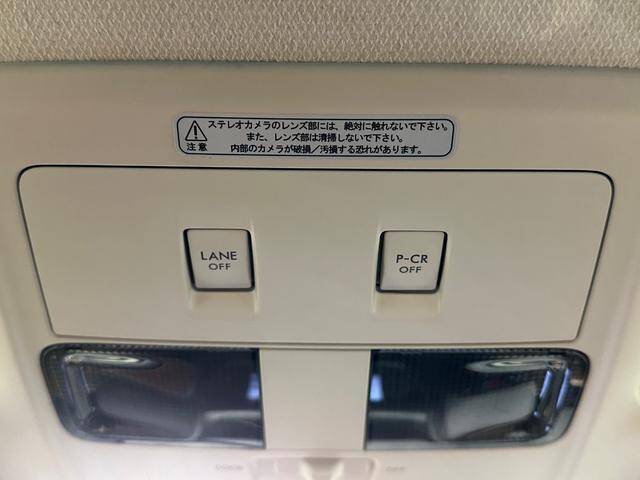 ステレオカメラのレンズ部には、絶対に触れないで下さい。
また、レンズ部は清掃しないで下さい。
内部のカメラが破損／汚損する恐れがあります。
注意
LANE
OFF
P-CR
OFF